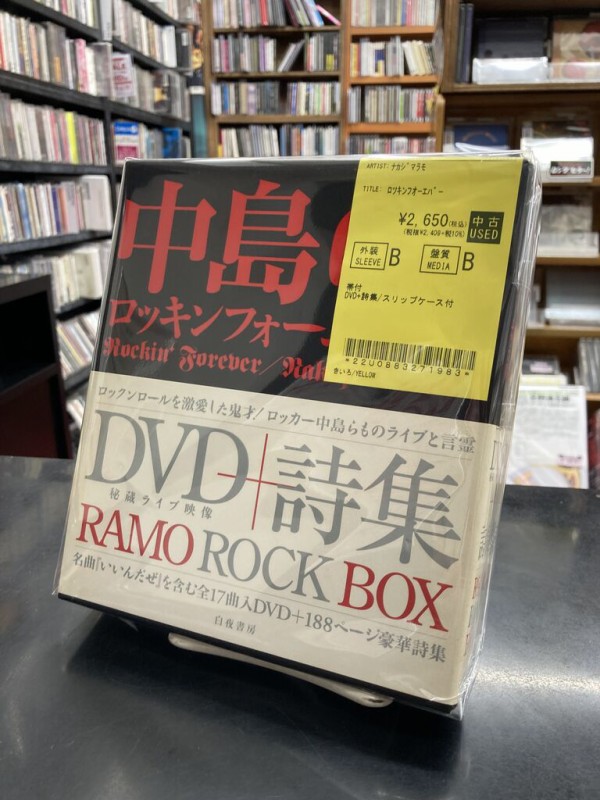 中島
ロッキンフォー
Rockin' Forever/Nak
ARTIST: ナカジマラモ
TITLE: ロッキンフォーエバー
¥2,650(税込)
(税抜¥2,409+税10%)
中古
USED
外装
SLEEVE
B
盤質
MEDIA
B
帯付
DVD+詩集/スリップケース付
*22U0883271983*
きいろ/YELLOW
ロックンロールを激愛した鬼才!ロッカー中島らものライブと言霊
DVD+詩集
秘蔵ライブ映像
RAMO ROCK BOX
名曲『いいんだぜ』を含む全17曲入DVD+188ページ豪華詩集
白夜書房